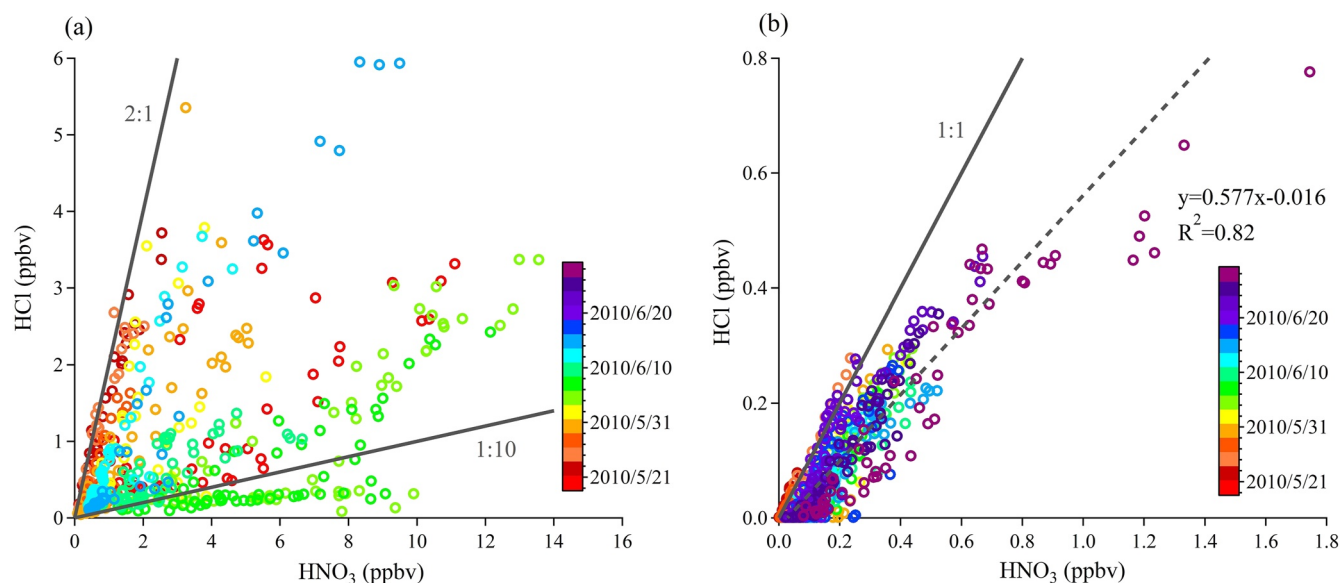 (a)
6
5
4
3
2
1
0
HCl (ppbv)
2:1
1:10
2010/6/20
2010/6/10
2010/5/31
2010/5/21
0 2 4 6 8 10 12 14 16
HNO₃ (ppbv)
(b)
0.8
0.6
0.4
0.2
0.0
HCl (ppbv)
1:1
y=0.577x-0.016
R²=0.82
2010/6/20
2010/6/10
2010/5/31
2010/5/21
0.0 0.2 0.4 0.6 0.8 1.0 1.2 1.4 1.6 1.8
HNO₃ (ppbv)